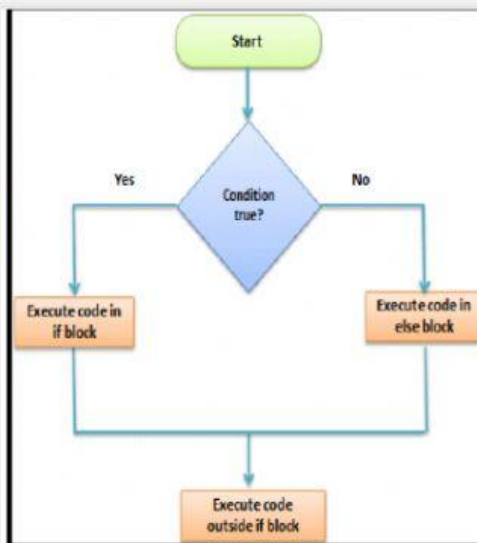 Start
Yes
No
Condition
true?
Execute code in
if block
Execute code in
else block
Execute code
outside if block